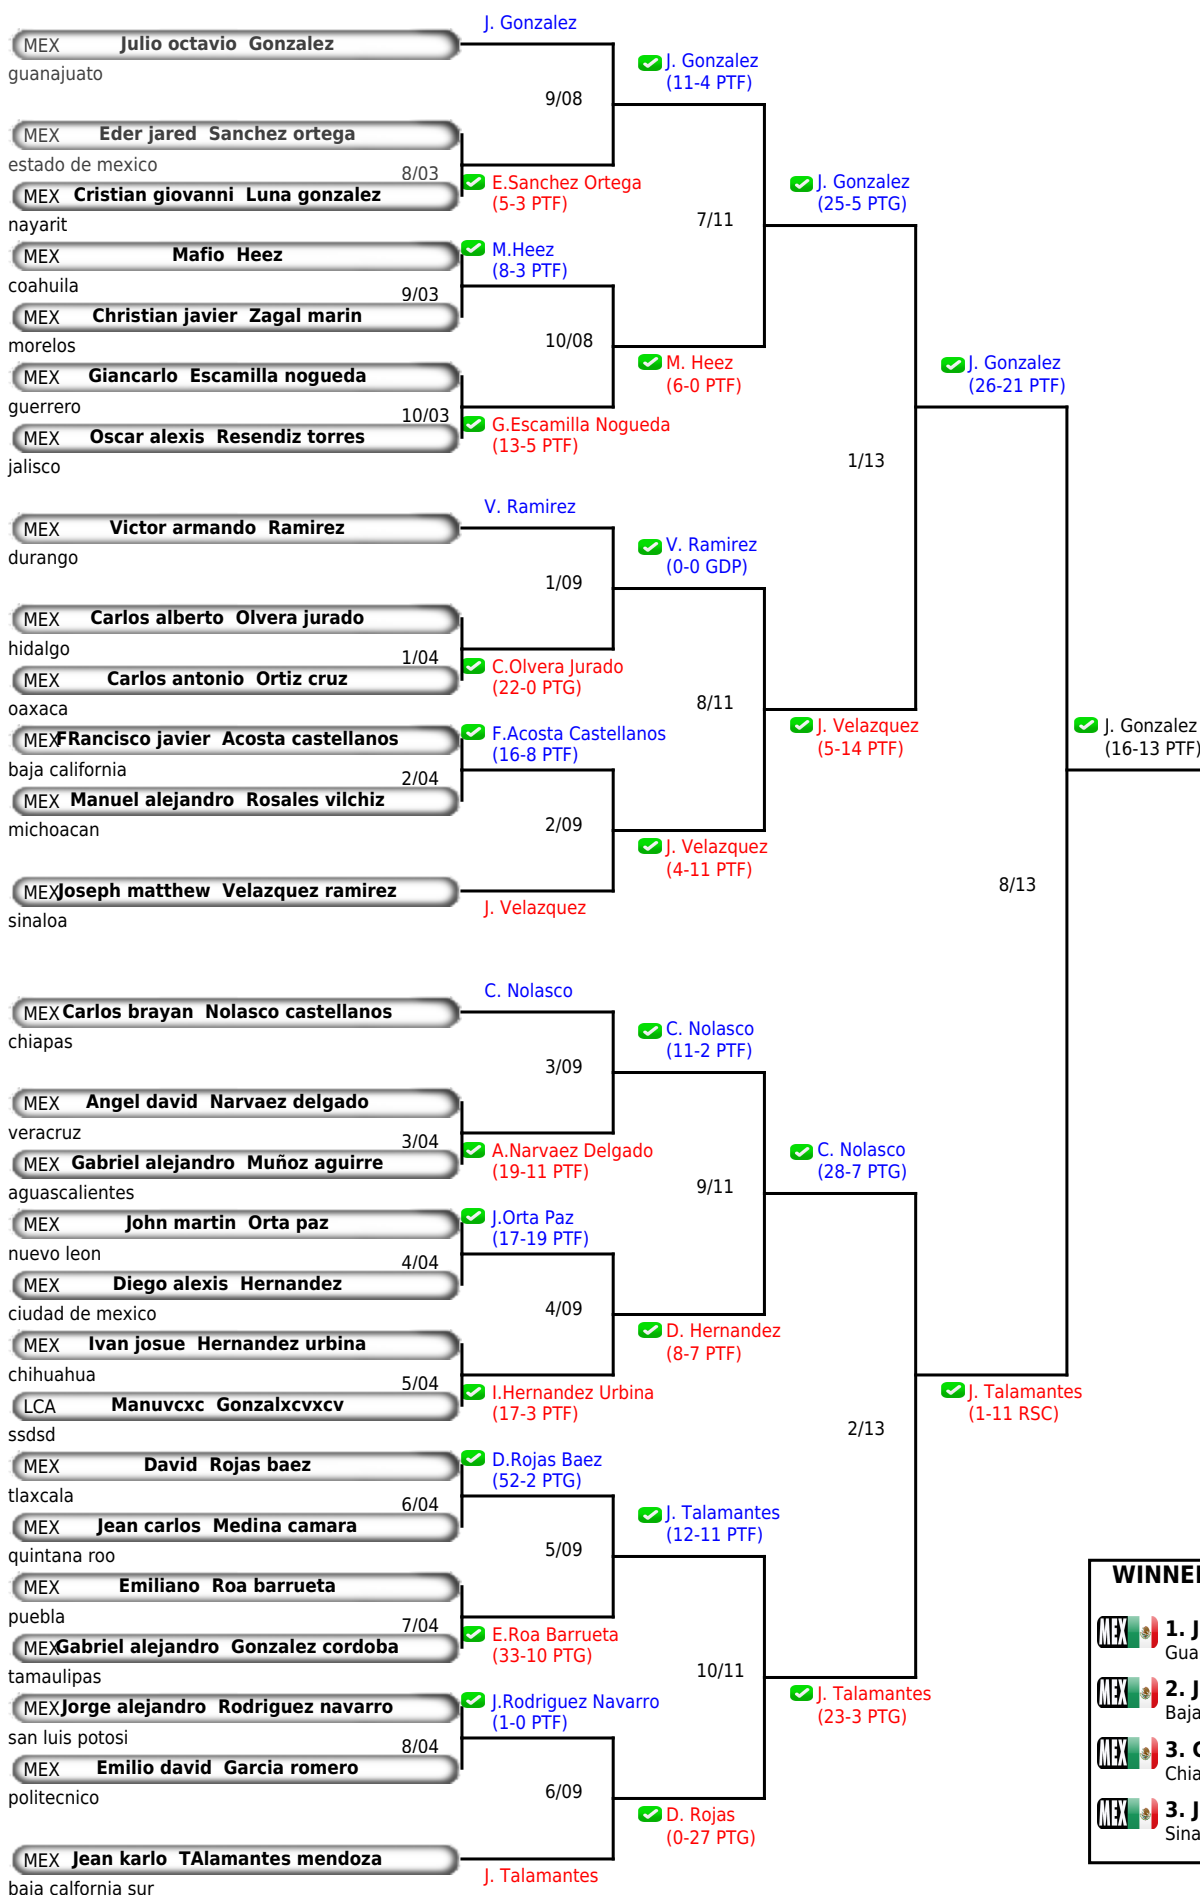 J. Gonzalez
MEX Julio octavio Gonzalez
guanajuato
J. Gonzalez
(11-4 PTF)
9/08
MEX Eder jared Sanchez ortega
estado de mexico
8/03
E.Sanchez Ortega
(5-3 PTF)
MEX Cristian giovanni Luna gonzalez
nayarit
J. Gonzalez
(25-5 PTG)
7/11
MEX Mafio Heez
coahuila
M.Heez
(8-3 PTF)
9/03
MEX Christian javier Zagal marin
morelos
10/08
M. Heez
(6-0 PTF)
MEX Giancarlo Escamilla nogueda
guerrero
10/03
G.Escamilla Nogueda
(13-5 PTF)
MEX Oscar alexis Resendiz torres
jalisco
J. Gonzalez
(26-21 PTF)
1/13
V. Ramirez
MEX Victor armando Ramirez
durango
V. Ramirez
(0-0 GDP)
1/09
MEX Carlos alberto Olvera jurado
hidalgo
1/04
C.Olvera Jurado
(22-0 PTG)
MEX Carlos antonio Ortiz cruz
oaxaca
8/11
J. Velazquez
(5-14 PTF)
J. Gonzalez
(16-13 PTF)
MEX FRancisco javier Acosta castellanos
baja california
F.Acosta Castellanos
(16-8 PTF)
2/04
MEX Manuel alejandro Rosales vilchiz
michoacan
2/09
J. Velazquez
(4-11 PTF)
MEX Joseph matthew Velazquez ramirez
sinaloa
J. Velazquez
8/13
C. Nolasco
MEX Carlos brayan Nolasco castellanos
chiapas
C. Nolasco
(11-2 PTF)
3/09
MEX Angel david Narvaez delgado
veracruz
3/04
A.Narvaez Delgado
(19-11 PTF)
MEX Gabriel alejandro Muñoz aguirre
aguascalientes
C. Nolasco
(28-7 PTG)
9/11
MEX John martin Orta paz
nuevo leon
J.Orta Paz
(17-19 PTF)
4/04
MEX Diego alexis Hernandez
ciudad de mexico
4/09
D. Hernandez
(8-7 PTF)
MEX Ivan josue Hernandez urbina
chihuahua
5/04
I.Hernandez Urbina
(17-3 PTF)
LCA Manuvcxc Gonzalxcvxcv
ssdsd
J. Talamantes
(1-11 RSC)
2/13
MEX David Rojas baez
tlaxcala
D.Rojas Baez
(52-2 PTG)
6/04
MEX Jean carlos Medina camara
quintana roo
J. Talamantes
(12-11 PTF)
5/09
MEX Emiliano Roa barrueta
puebla
7/04
E.Roa Barrueta
(33-10 PTG)
MEX Gabriel alejandro Gonzalez cordoba
tamaulipas
10/11
J. Talamantes
(23-3 PTG)
MEX Jorge alejandro Rodriguez navarro
san luis potosi
J.Rodriguez Navarro
(1-0 PTF)
8/04
MEX Emilio david Garcia romero
politecnico
6/09
D. Rojas
(0-27 PTG)
MEX Jean karlo TAlamantes mendoza
baia calfornia sur
J. Talamantes
WINNE
MEX 1. J
Gua
MEX 2. J
Baja
MEX 3. C
Chia
MEX 3. J
Sina